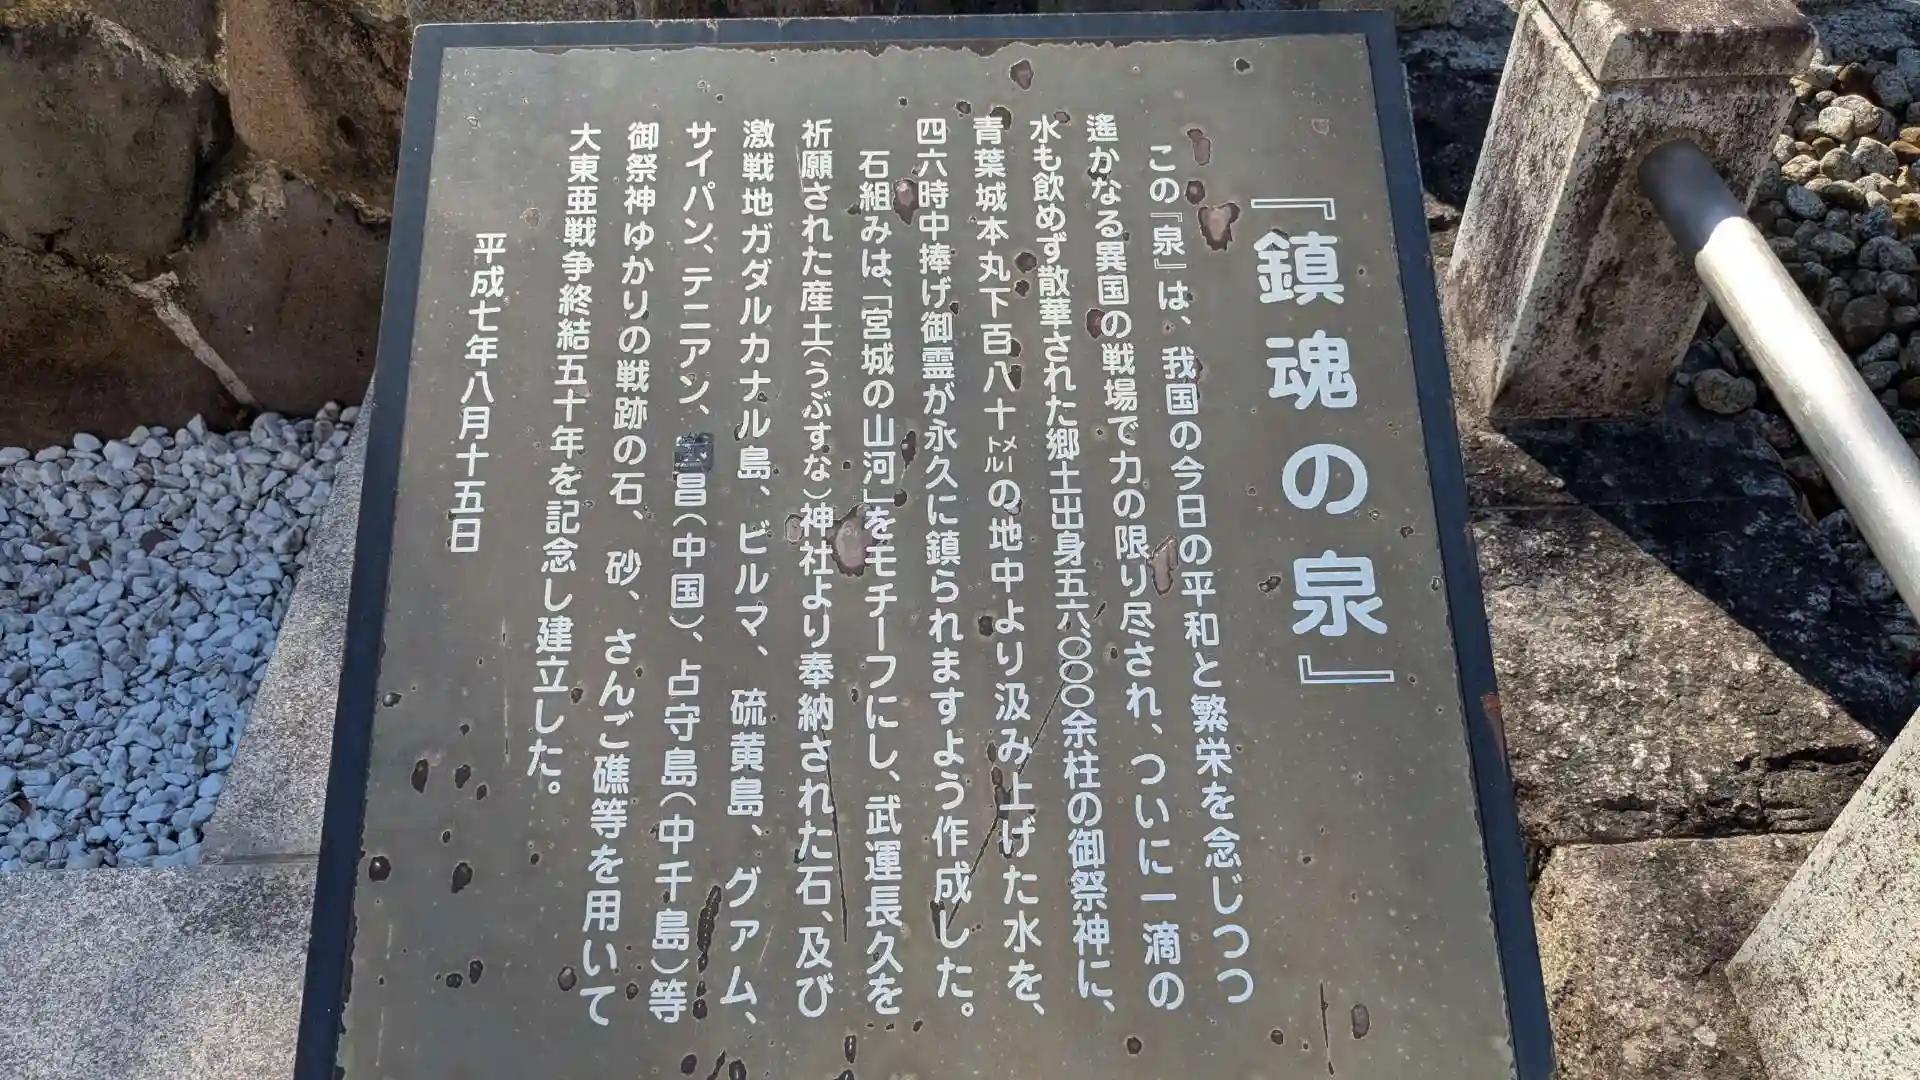 『鎮魂の泉』
この『泉』は、我国の今日の平和と繁栄を念じつつ
遙かなる異国の戦場で力の限り尽され、ついに一滴の
水も飲めず散華された郷土出身五六、〇〇〇余柱の御祭神に、
青葉城本丸下百八十メートルの地中より汲み上げた水を、
四六時中捧げ御霊が永久に鎮られますよう作成した。
石組みは、「宮城の山河」をモチーフにし、武運長久を
祈願された産土(うぶすな)神社より奉納された石、及び
激戦地ガダルカナル島、ビルマ、硫黄島、グァム、
サイパン、テニアン、昌(中国)、占守島(中千島)等
御祭神ゆかりの戦跡の石、砂、さんご礁等を用いて
大東亜戦争終結五十年を記念し建立した。
平成七年八月十五日